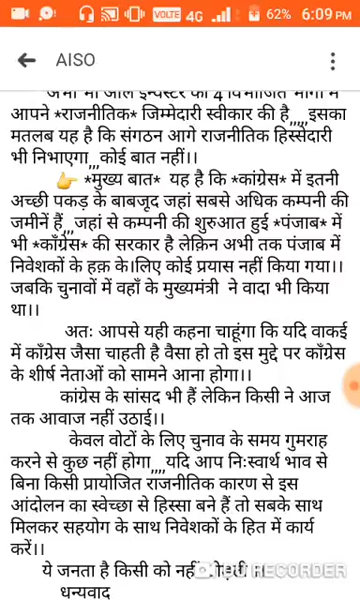 VOLTE 4G 62% 6:09 PM
AISO
आपने *राजनीतिक* जिम्मेदारी स्वीकार की है,,,,,इसका
मतलब यह है कि संगठन आगे राजनीतिक हिस्सेदारी
भी निभाएगा,,,कोई बात नहीं।।
👉 *मुख्य बात* यह है कि *कांग्रेस* में इतनी
अच्छी पकड़ के बाबजूद जहां सबसे अधिक कम्पनी की
जमीनें हैं,,,जहां से कम्पनी की शुरुआत हुई *पंजाब* में
भी *काँग्रेस* की सरकार है लेक़िन अभी तक पंजाब में
निवेशकों के हक़ के।लिए कोई प्रयास नहीं किया गया।।
जबकि चुनावों में वहाँ के मुख्यमंत्री ने वादा भी किया
था।।
अतः आपसे यही कहना चाहूंगा कि यदि वाकई
में काँग्रेस जैसा चाहती है वैसा हो तो इस मुद्दे पर काँग्रेस
के शीर्ष नेताओं को सामने आना होगा।।
कांग्रेस के सांसद भी हैं लेकिन किसी ने आज
तक आवाज नहीं उठाई।।
केवल वोटों के लिए चुनाव के समय गुमराह
करने से कुछ नहीं होगा,,,,यदि आप निःस्वार्थ भाव से
बिना किसी प्रायोजित राजनीतिक कारण से इस
आंदोलन का स्वेच्छा से हिस्सा बने हैं तो सबके साथ
मिलकर सहयोग के साथ निवेशकों के हित में कार्य
करें।।
ये जनता है किसी को नहीं RECORDER
धन्यवाद